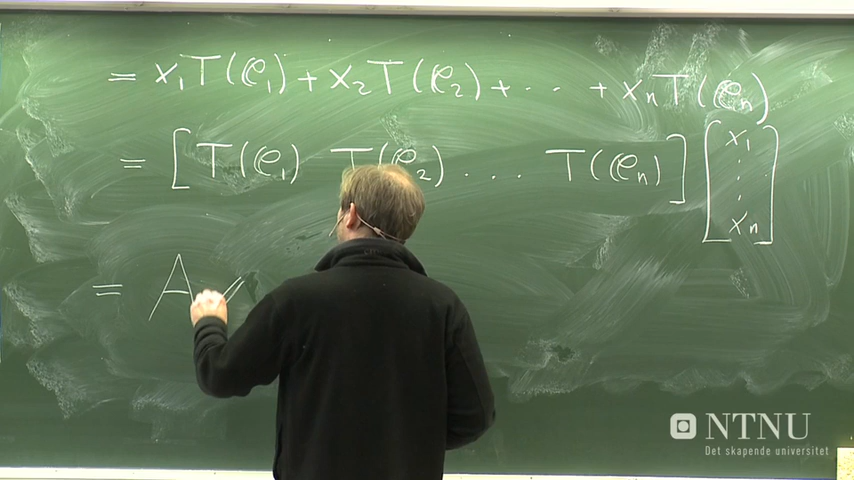 = x₁T(e₁) + x₂T(e₂) + ... + xₙT(eₙ)
= [ T(e₁) T(e₂) ... T(eₙ) ] [ x₁ ⋮ xₙ ]
= A
NTNU
Det skapende universitet